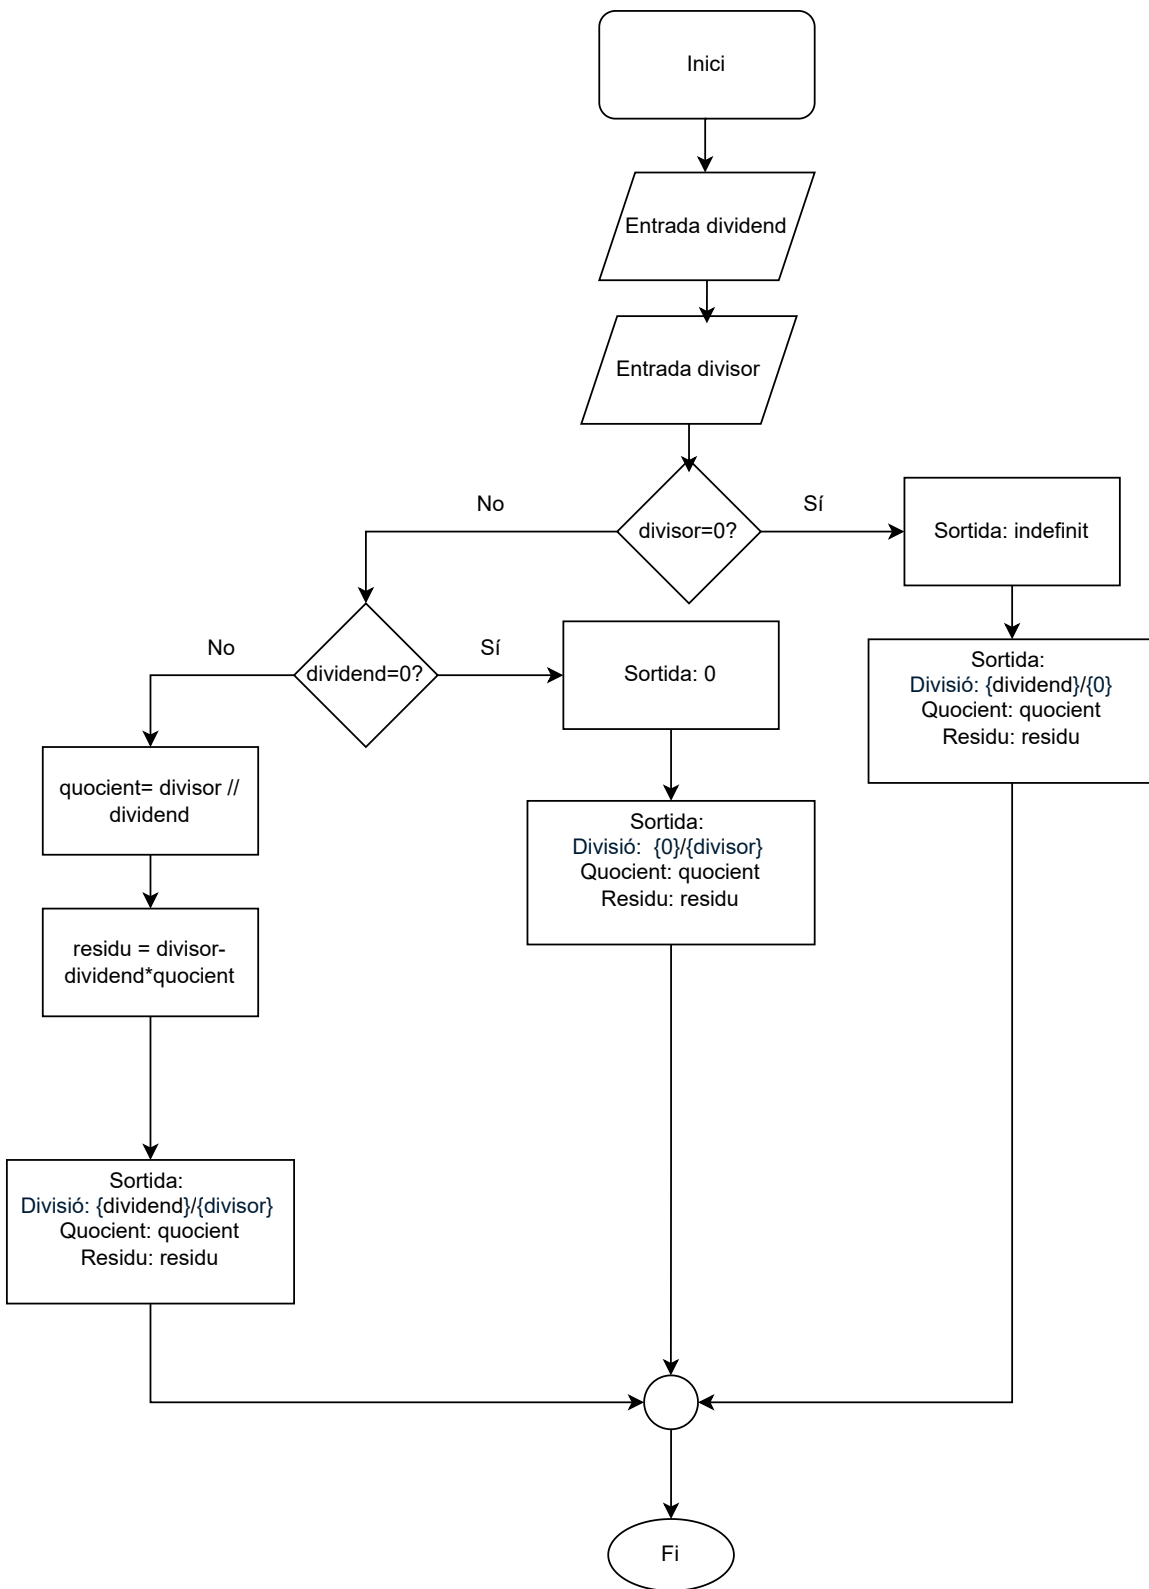 Inici
Entrada dividend
Entrada divisor
No
Sí
divisor=0?
Sortida: indefinit
No
Sí
dividend=0?
Sortida: 0
Sortida:
Divisió: {dividend}/{0}
Quocient: quocient
Residu: residu
quocient= divisor //
dividend
Sortida:
Divisió:  {0}/{divisor}
Quocient: quocient
Residu: residu
residu = divisor-
dividend*quocient
Sortida:
Divisió: {dividend}/{divisor}
Quocient: quocient
Residu: residu
Fi